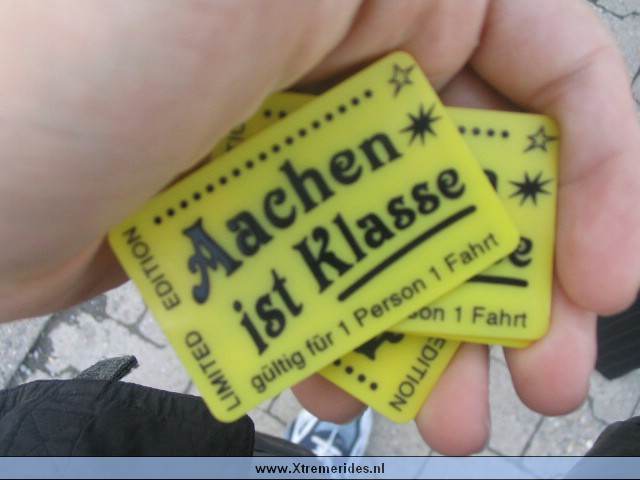 LIMITED EDITION
Aachen
ist Klasse
gültig für 1 Person 1 Fahrt
son 1 Fahrt
EDITION
www.Xtremerides.nl